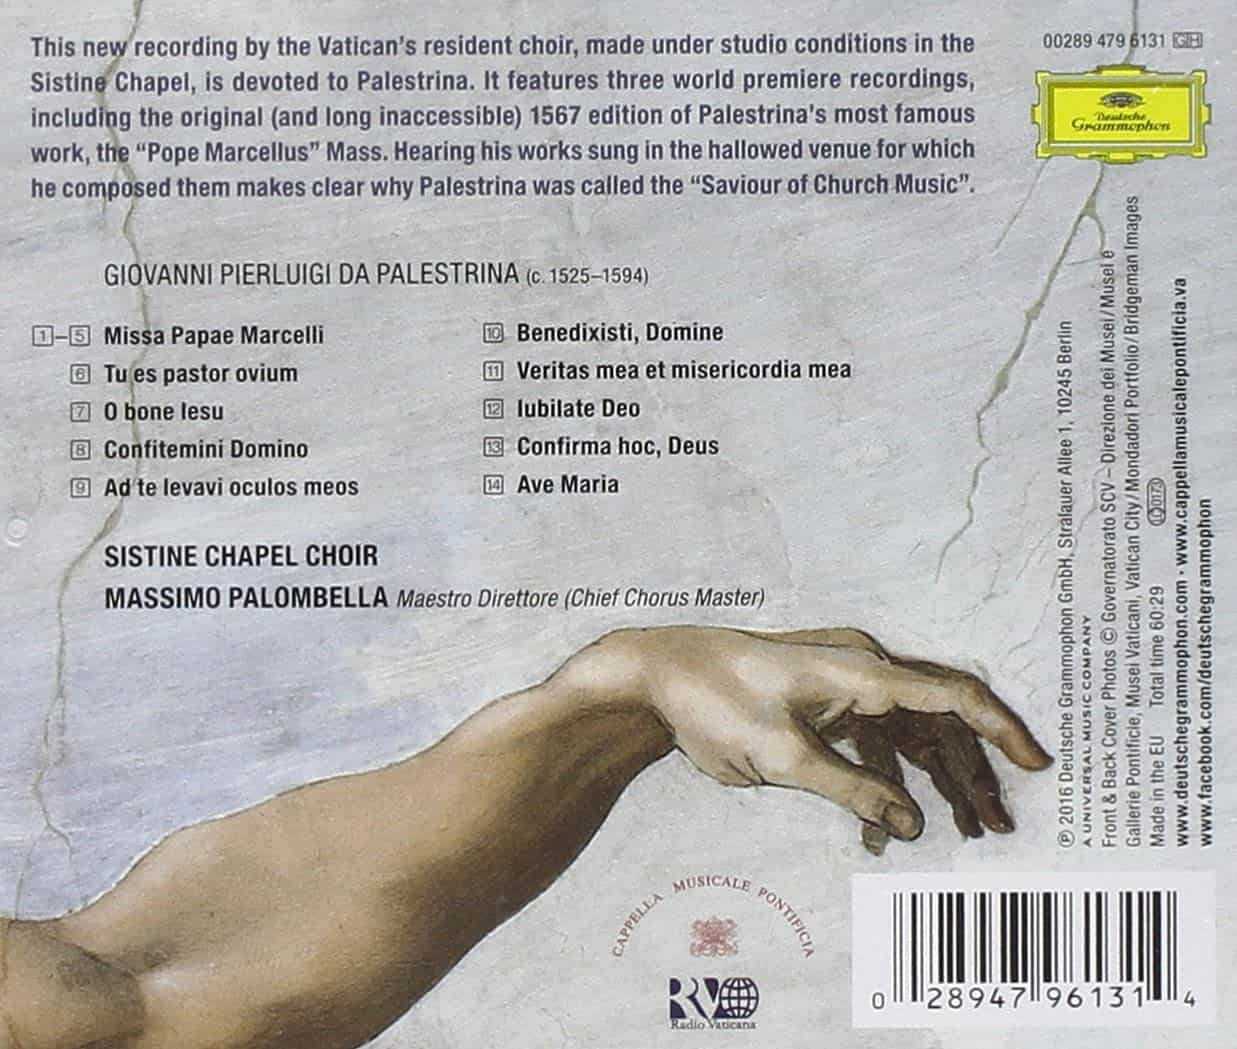 This new recording by the Vatican's resident choir, made under studio conditions in the
Sistine Chapel, is devoted to Palestrina. It features three world premiere recordings,
including the original (and long inaccessible) 1567 edition of Palestrina's most famous
work, the “Pope Marcellus” Mass. Hearing his works sung in the hallowed venue for which
he composed them makes clear why Palestrina was called the “Saviour of Church Music”.
00289 479 6131 GH
Deutsche
Grammophon
GIOVANNI PIERLUIGI DA PALESTRINA (c. 1525–1594)
1–5 Missa Papae Marcelli
6 Tu es pastor ovium
7 O bone Iesu
8 Confitemini Domino
9 Ad te levavi oculos meos
10 Benedixisti, Domine
11 Veritas mea et misericordia mea
12 Iubilate Deo
13 Confirma hoc, Deus
14 Ave Maria
SISTINE CHAPEL CHOIR
MASSIMO PALOMBELLA Maestro Direttore (Chief Chorus Master)
℗ 2016 Deutsche Grammophon GmbH, Stralauer Allee 1, 10245 Berlin
A UNIVERSAL MUSIC COMPANY
Front & Back Cover Photos © Governatorato SCV – Direzione dei Musei/Musei e
Gallerie Pontificie, Musei Vaticani, Vatican City/Mondadori Portfolio/Bridgeman Images
Made in the EU Total time 60:29 LC 0173
www.deutschegrammophon.com · www.cappellamusicalepontificia.va
www.facebook.com/deutschegrammophon
CAPPELLA MUSICALE PONTIFICIA
RV
Radio Vaticana
0 28947 96131 4